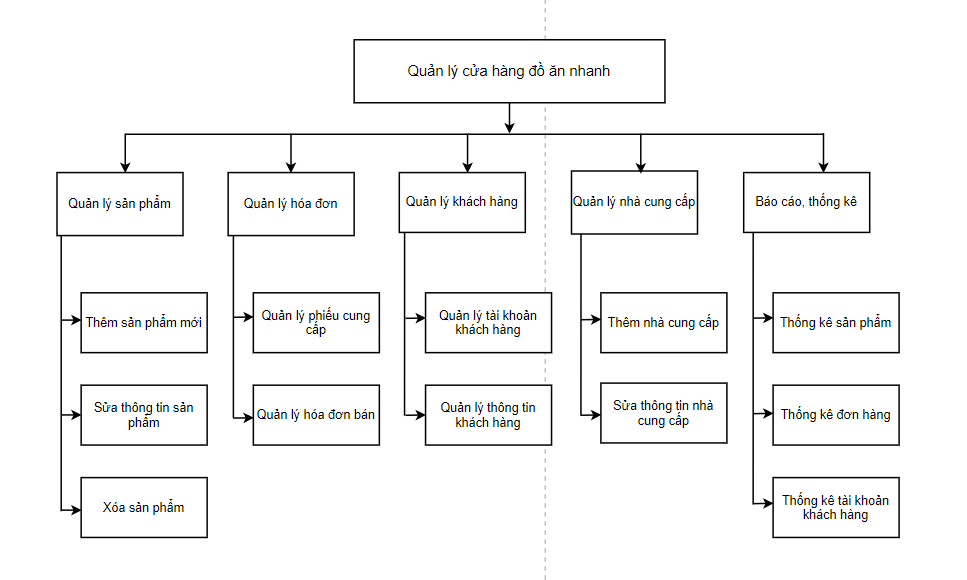 Quản lý cửa hàng đồ ăn nhanh
Quản lý sản phẩm
Quản lý hóa đơn
Quản lý khách hàng
Quản lý nhà cung cấp
Báo cáo, thống kê
Thêm sản phẩm mới
Quản lý phiếu cung
cấp
Quản lý tài khoản
khách hàng
Thêm nhà cung cấp
Thống kê sản phẩm
Sửa thông tin sản
phẩm
Quản lý hóa đơn bán
Quản lý thông tin
khách hàng
Sửa thông tin nhà
cung cấp
Thống kê đơn hàng
Xóa sản phẩm
Thống kê tài khoản
khách hàng